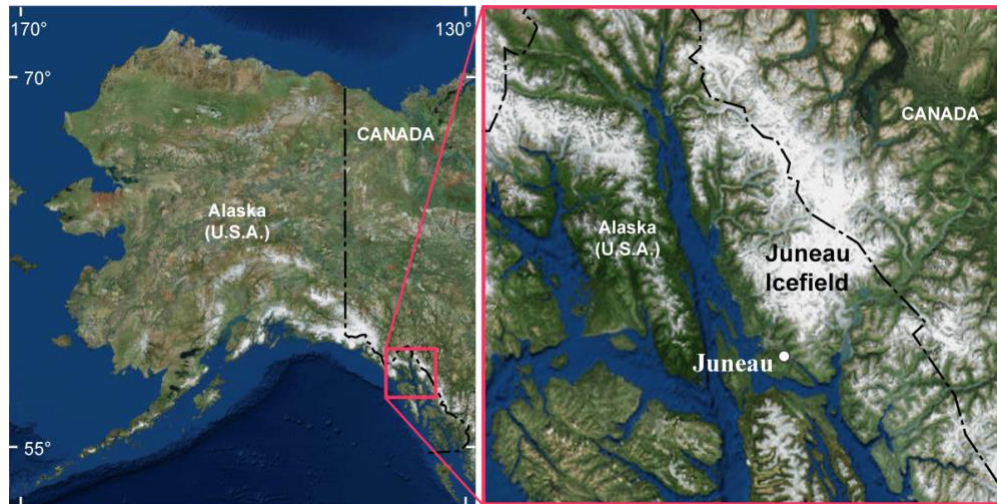 170°
130°
70°
CANADA
Alaska
(U.S.A.)
55°
CANADA
Alaska
(U.S.A.)
Juneau
Icefield
Juneau